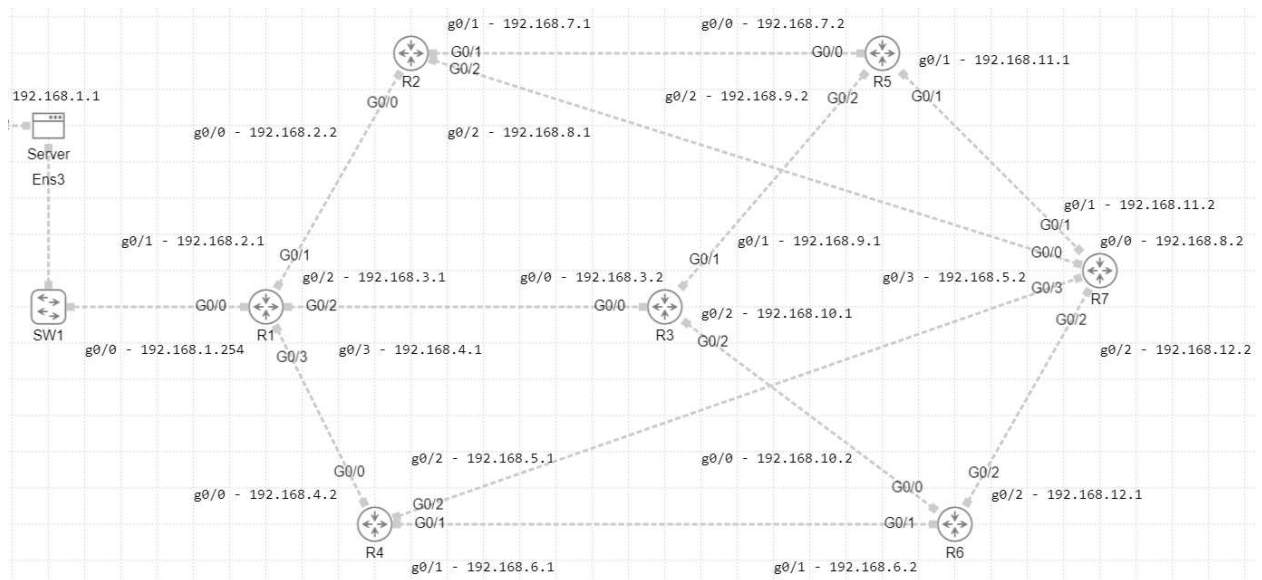 g0/1 - 192.168.7.1
g0/0 - 192.168.7.2
G0/1
G0/0
g0/1 - 192.168.11.1
R2
G0/2
R5
192.168.1.1
G0/0
g0/2 - 192.168.9.2
G0/2
G0/1
g0/0 - 192.168.2.2
g0/2 - 192.168.8.1
Server
Ens3
g0/1 - 192.168.11.2
G0/1
g0/1 - 192.168.2.1
g0/1 - 192.168.9.1
g0/0 - 192.168.8.2
G0/1
G0/1
G0/0
g0/2 - 192.168.3.1
g0/0 - 192.168.3.2
g0/3 - 192.168.5.2
G0/3
R7
G0/0
G0/2
G0/0
g0/2 - 192.168.10.1
G0/2
SW1
R1
R3
G0/2
g0/0 - 192.168.1.254
G0/3
g0/3 - 192.168.4.1
g0/2 - 192.168.12.2
g0/2 - 192.168.5.1
g0/0 - 192.168.10.2
G0/0
G0/2
g0/0 - 192.168.4.2
G0/0
g0/2 - 192.168.12.1
G0/2
G0/1
G0/1
R4
R6
g0/1 - 192.168.6.1
g0/1 - 192.168.6.2